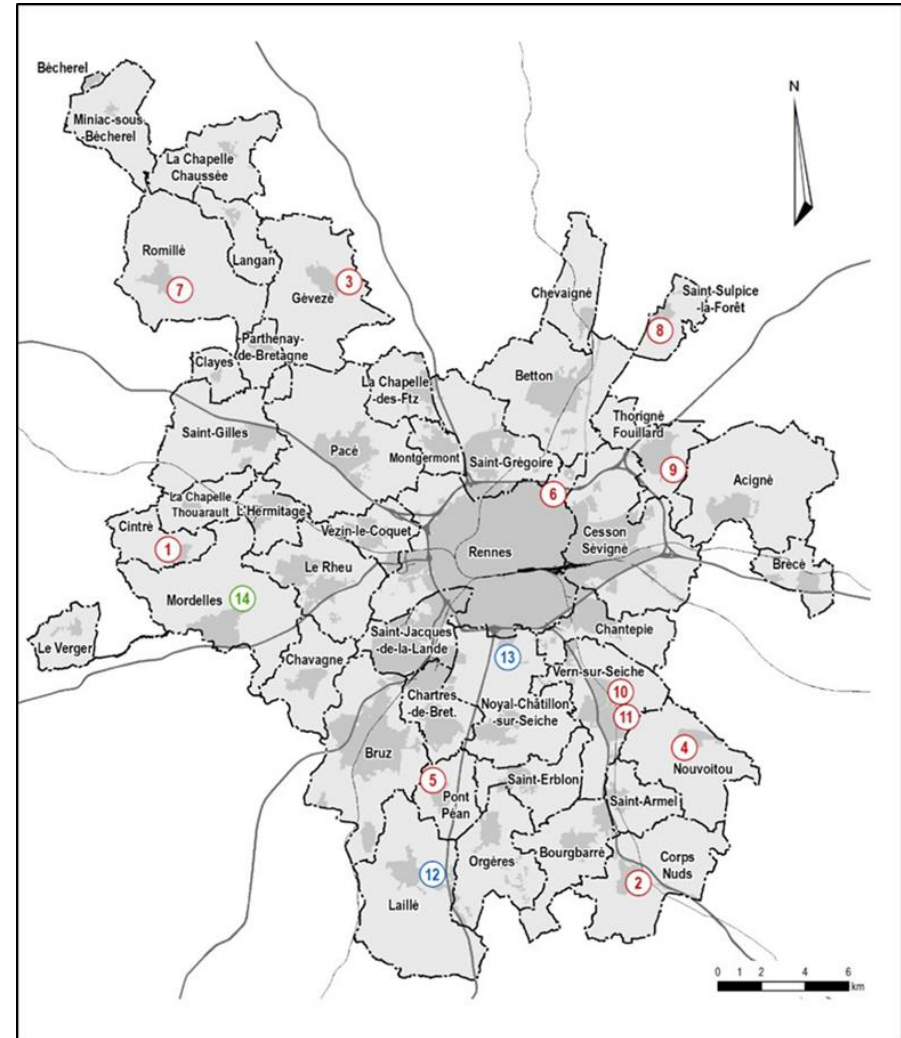 Bécherel
Miniac-sous
-Bécherel
La Chapelle
Chaussée
N
Romillé
Langan
7
3
Gévezé
Chevaigné
Saint-Sulpice
-la-Forêt
8
-Parthenay-
de-Bretagne
Clayes
La Chapelle
-des-Ftz
Betton
Thorigné
Fouillard
Saint-Gilles
Pacé
Montgermont
Saint-Grégoire
9
Acigné
6
La Chapelle
Thouarault
L'Hermitage
Cintré
1
Vezin-le-Coquet
Rennes
Cesson
Sévigné
Brécé
Le Rheu
Mordelles
14
Le Verger
Saint-Jacques
-de-la-Lande
Chantepie
Chavagne
13
Vern-sur-Seiche
10
Chartres
-de-Bret.
Noyal-Châtillon
-sur-Seiche
11
4
Nouvoitou
Bruz
5
Pont
Péan
Saint-Erblon
Saint-Armel
Orgères
Bourgbarré
Corps
Nuds
12
2
Laillé
0 1 2 4 6
km